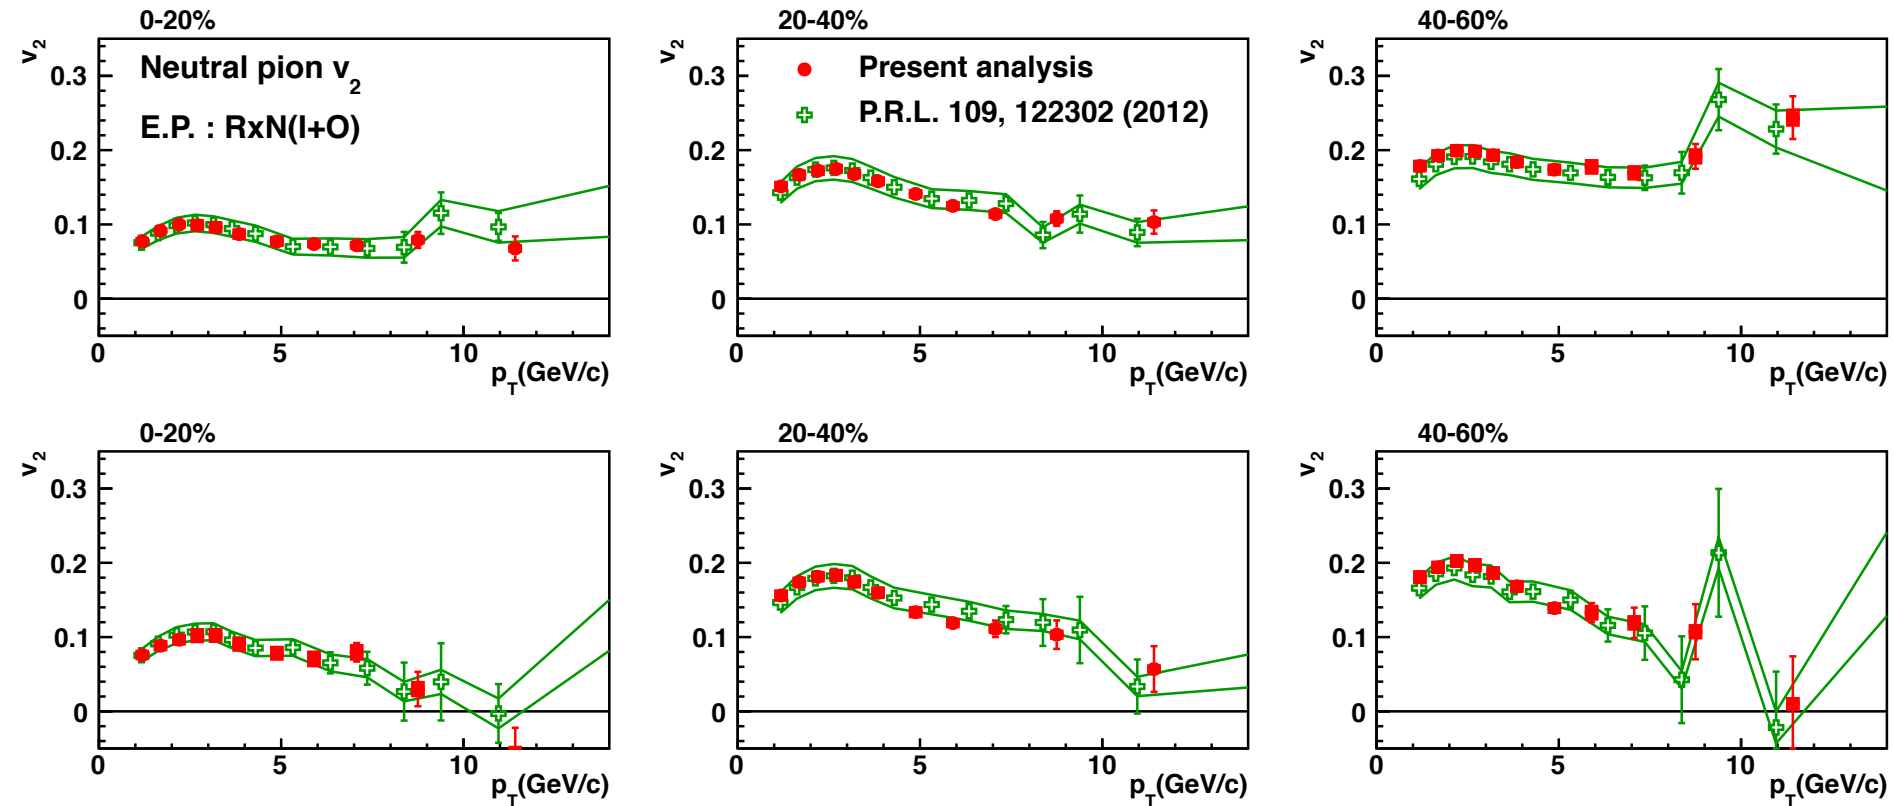 0-20%
v2
0.3
0.2
0.1
0
Neutral pion v2
E.P. : RxN(I+O)
0 5 10
pT(GeV/c)
20-40%
v2
0.3
0.2
0.1
0
Present analysis
P.R.L. 109, 122302 (2012)
0 5 10
pT(GeV/c)
40-60%
v2
0.3
0.2
0.1
0
0 5 10
pT(GeV/c)
0-20%
v2
0.3
0.2
0.1
0
0 5 10
pT(GeV/c)
20-40%
v2
0.3
0.2
0.1
0
0 5 10
pT(GeV/c)
40-60%
v2
0.3
0.2
0.1
0
0 5 10
pT(GeV/c)